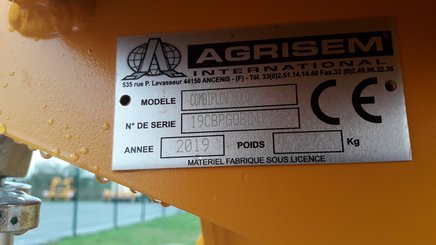 AGRISEM
INTERNATIONAL
535 rue P. Levasseur 44150 ANCENIS - (F) - Tél. 33(0)2.51.14.14.40 Fax.33 (0)2.40.96.32.36
MODELE COMBIPLOW
N° DE SERIE
CE
ANNEE 2019 POIDS Kg
MATERIEL FABRIQUE SOUS LICENCE